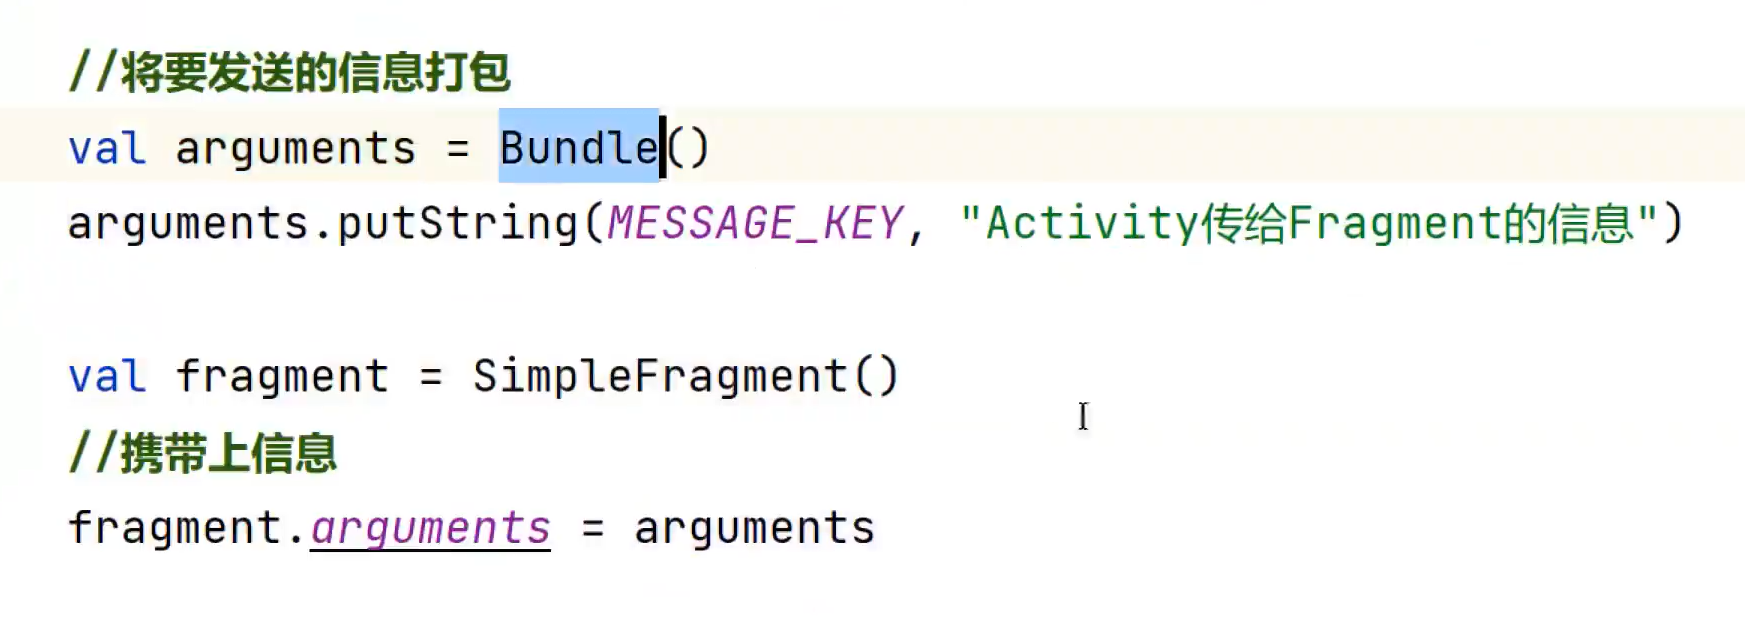 //将要发送的信息打包
val arguments = Bundle()
arguments.putString(MESSAGE_KEY, "Activity传给Fragment的信息")
val fragment = SimpleFragment()
//携带上信息
fragment.arguments = arguments